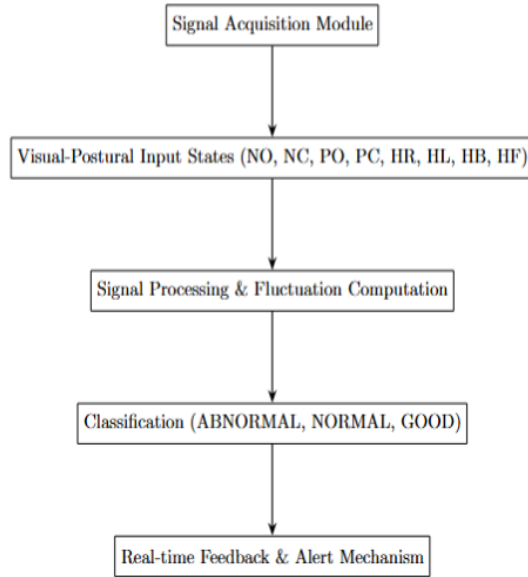 Signal Acquisition Module
Visual-Postural Input States (NO, NC, PO, PC, HR, HL, HB, HF)
Signal Processing & Fluctuation Computation
Classification (ABNORMAL, NORMAL, GOOD)
Real-time Feedback & Alert Mechanism